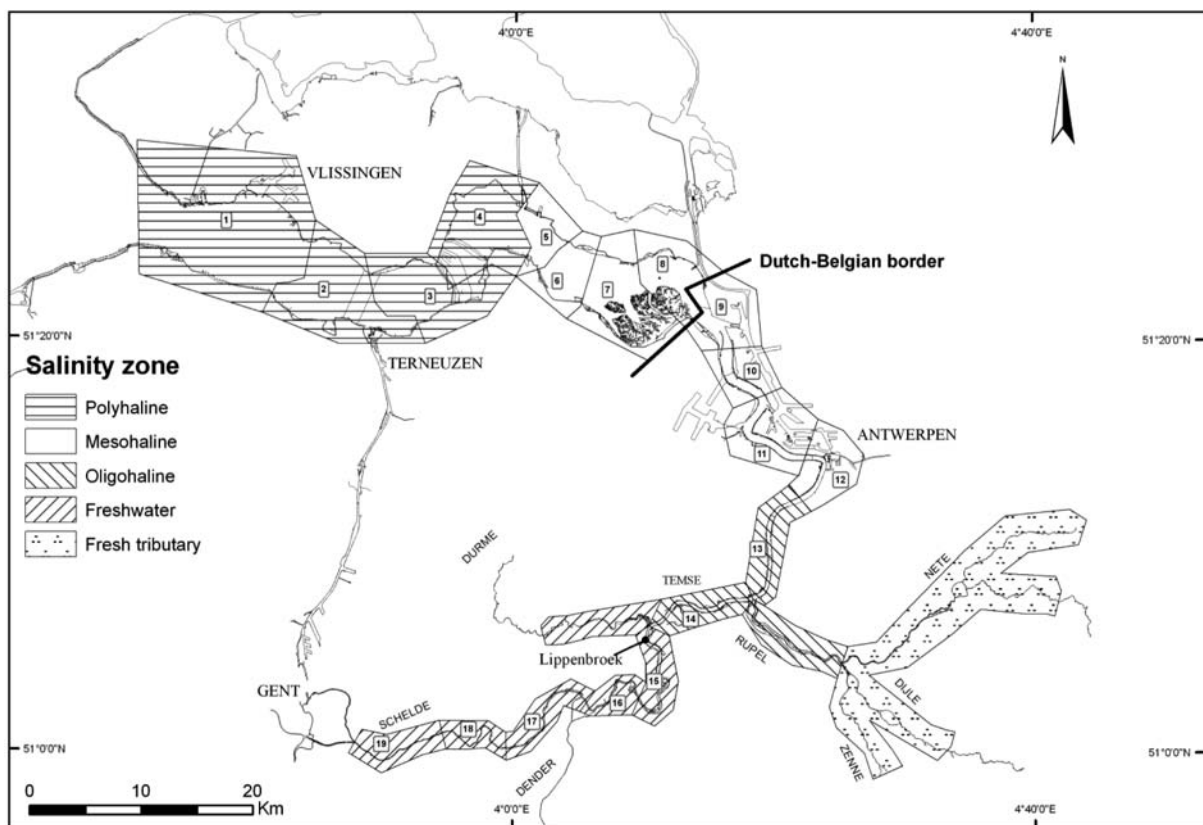 4°0'0"E
4°40'0"E
N
VLISSINGEN
1
4
5
8
Dutch-Belgian border
6
7
2
3
9
51°20'0"N
51°20'0"N
TERNEUZEN
Salinity zone
10
Polyhaline
Mesohaline
ANTWERPEN
11
Oligohaline
12
Freshwater
Fresh tributary
13
DURME
NETE
TEMSE
14
RUPEL
Lippenbroek
15
DIJLE
GENT
16
SCHELDE
17
18
19
51°0'0"N
51°0'0"N
ZENNE
DENDER
0 10 20
Km
4°0'0"E
4°40'0"E